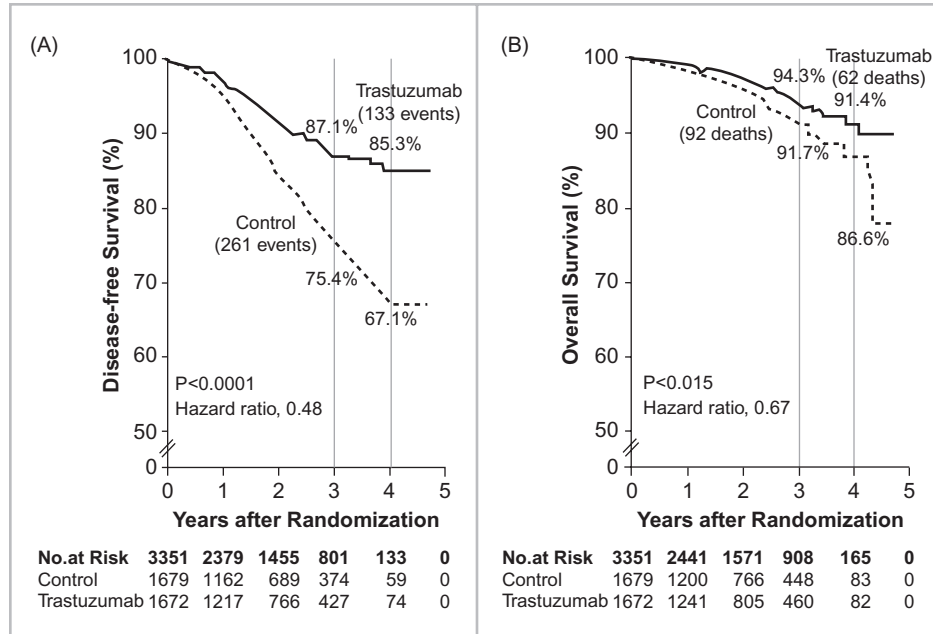 (A)
100
90
80
70
60
50
0
Disease-free Survival (%)
Trastuzumab
(133 events)
87.1%
85.3%
Control
(261 events)
75.4%
67.1%
P<0.0001
Hazard ratio, 0.48
0 1 2 3 4 5
Years after Randomization
No.at Risk 3351 2379 1455 801 133 0
Control 1679 1162 689 374 59 0
Trastuzumab 1672 1217 766 427 74 0
(B)
100
90
80
70
60
50
0
Overall Survival (%)
Trastuzumab
(62 deaths)
94.3%
91.4%
Control
(92 deaths)
91.7%
86.6%
P<0.015
Hazard ratio, 0.67
0 1 2 3 4 5
Years after Randomization
No.at Risk 3351 2441 1571 908 165 0
Control 1679 1200 766 448 83 0
Trastuzumab 1672 1241 805 460 82 0